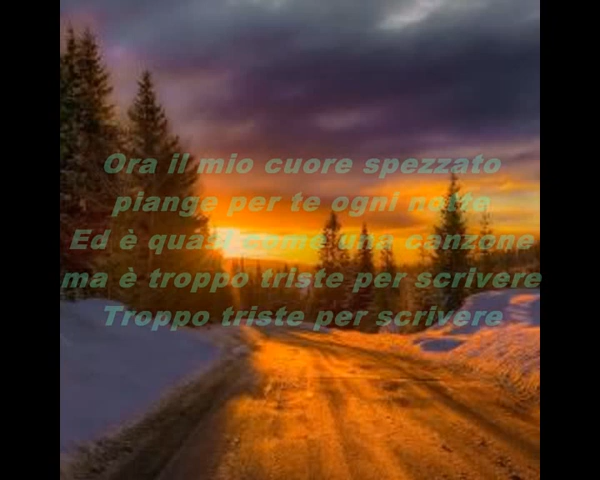 Ora il mio cuore spezzato
piange per te ogni notte
Ed è quasi come una canzone
ma è troppo triste per scrivere
Troppo triste per scrivere